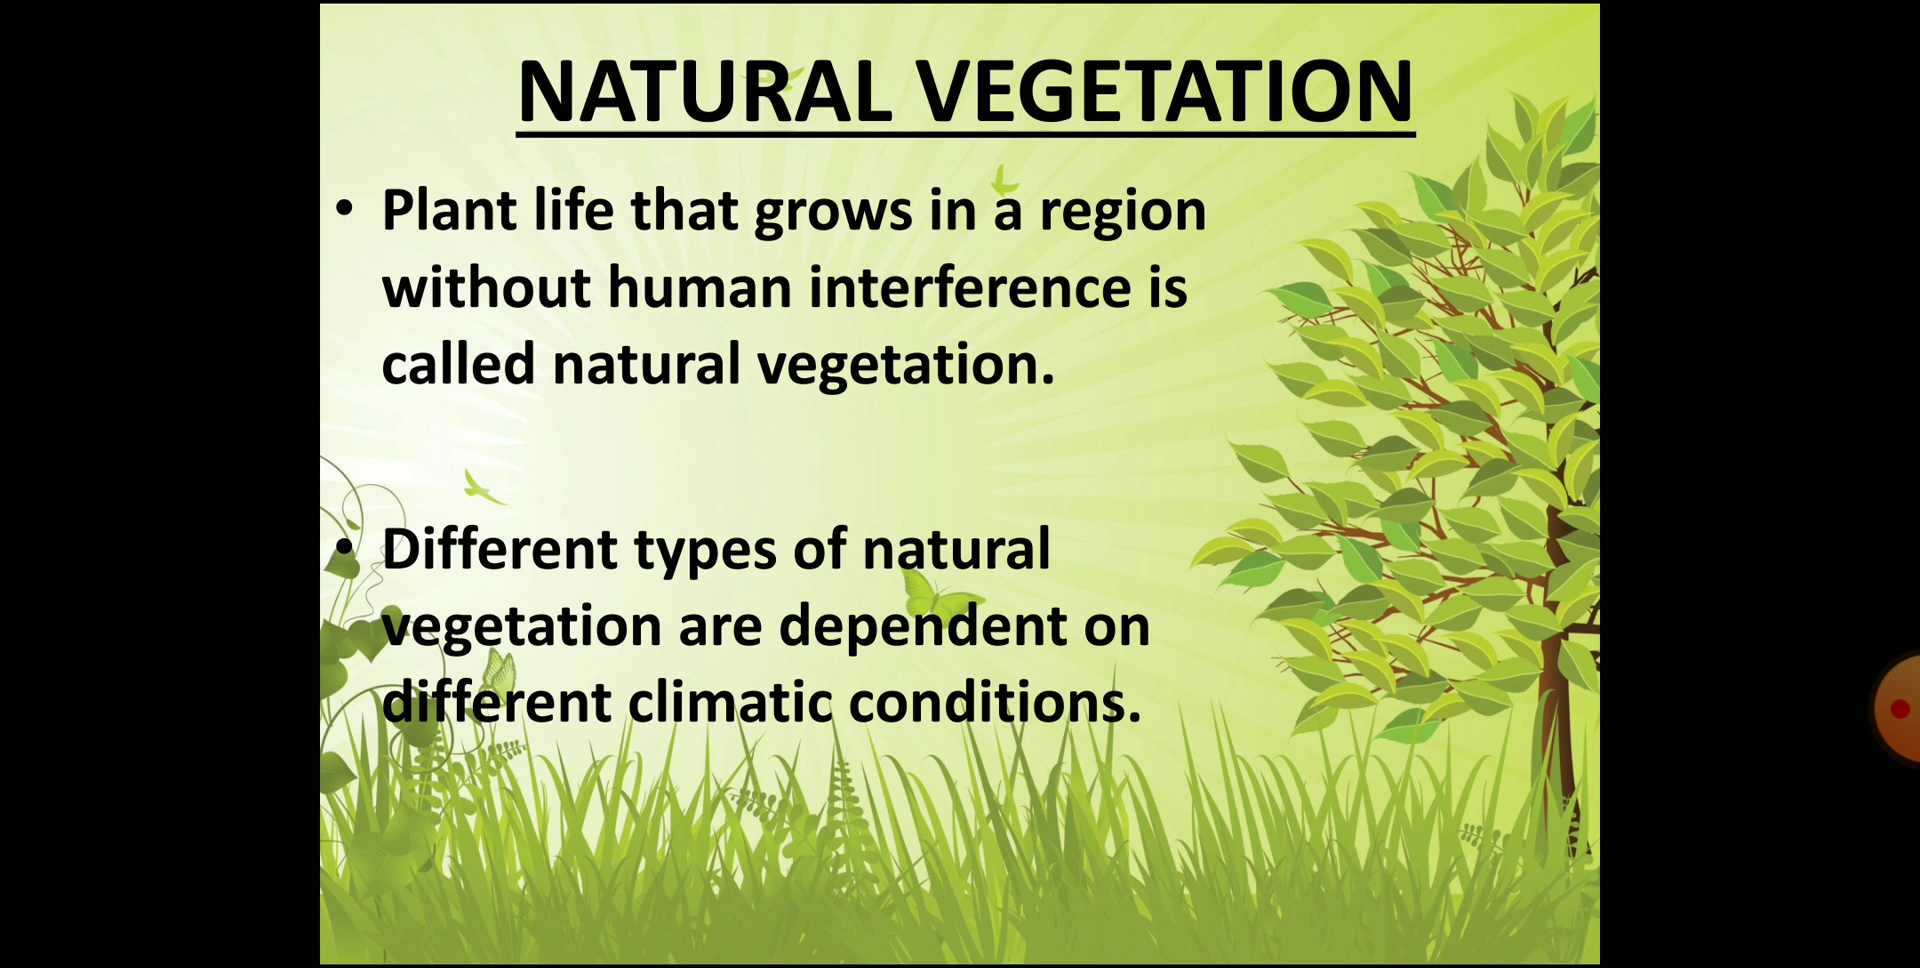 NATURAL VEGETATION
• Plant life that grows in a region
without human interference is
called natural vegetation.
• Different types of natural
vegetation are dependent on
different climatic conditions.